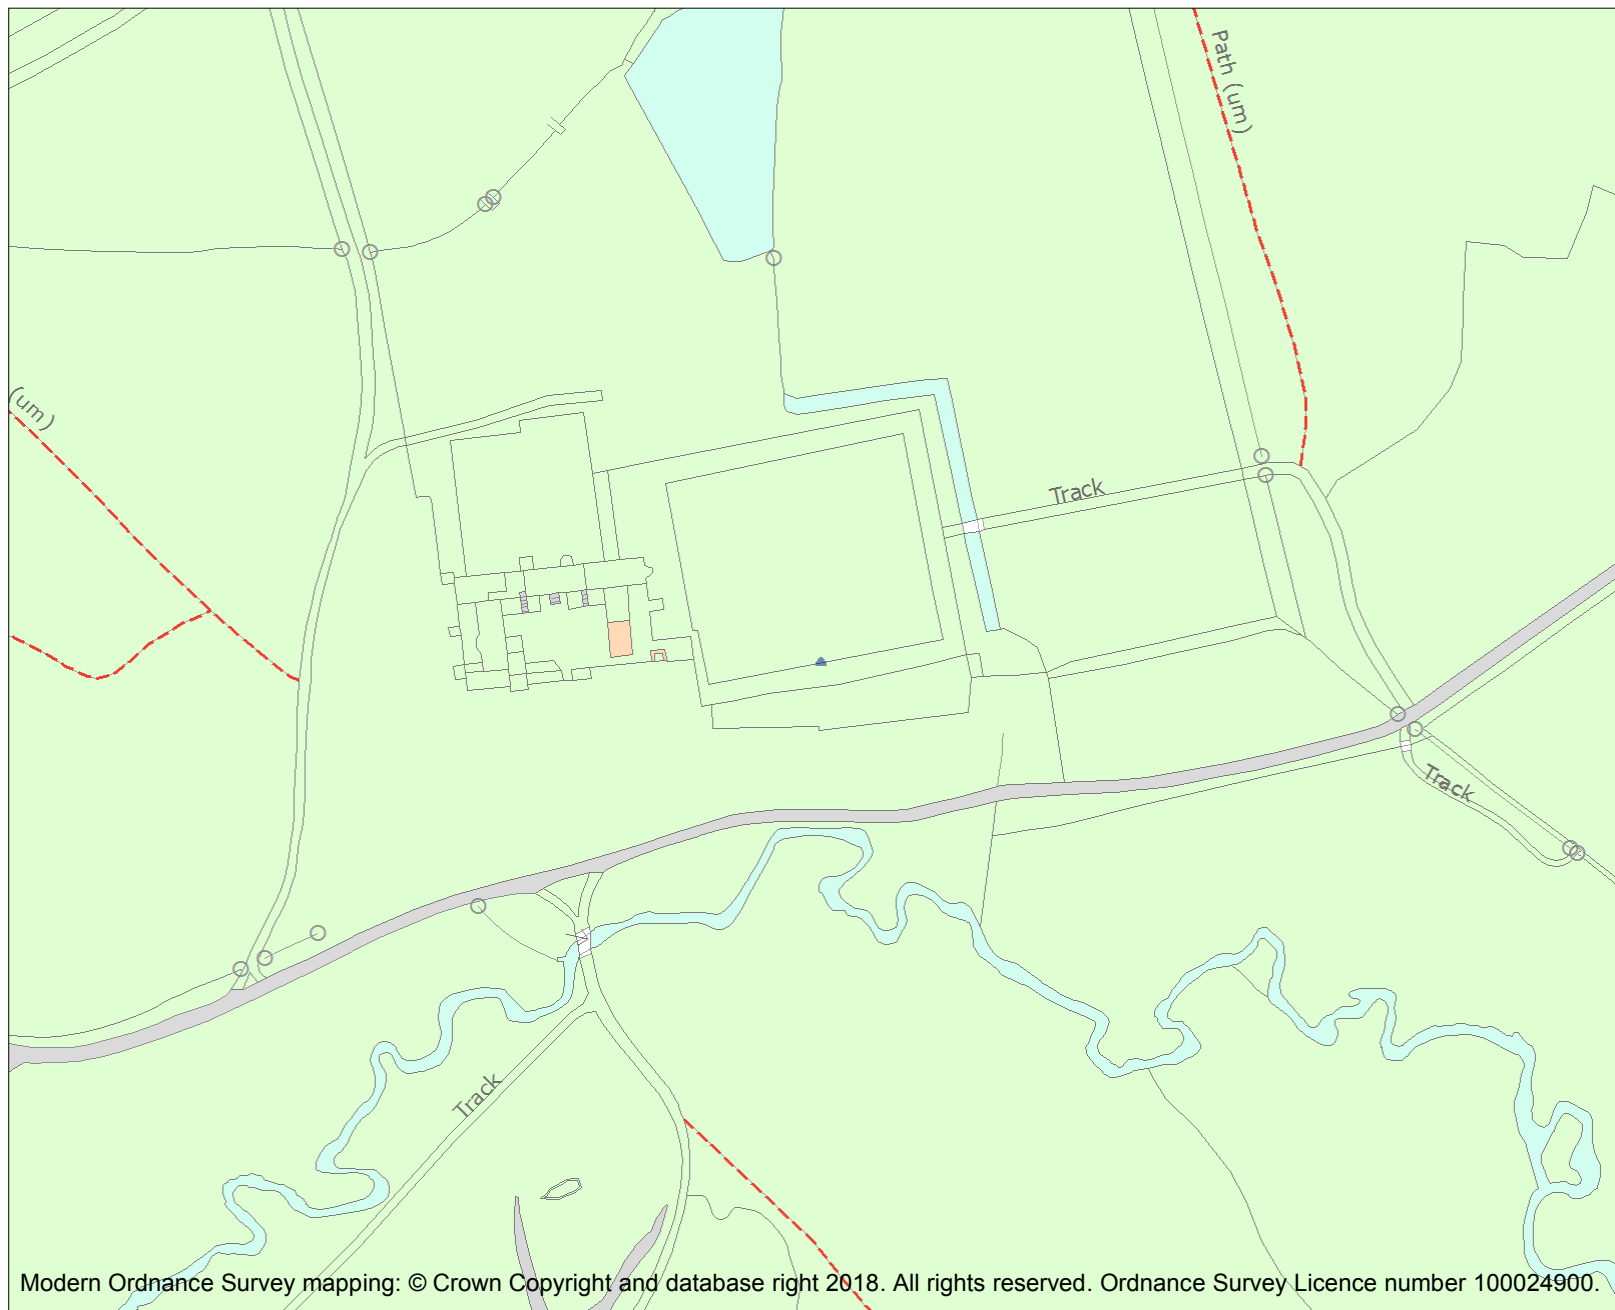 Path (um)
(um)
Track
Track
Track
Modern Ordnance Survey mapping: © Crown Copyright and database right 2018. All rights reserved. Ordnance Survey Licence number 100024900.